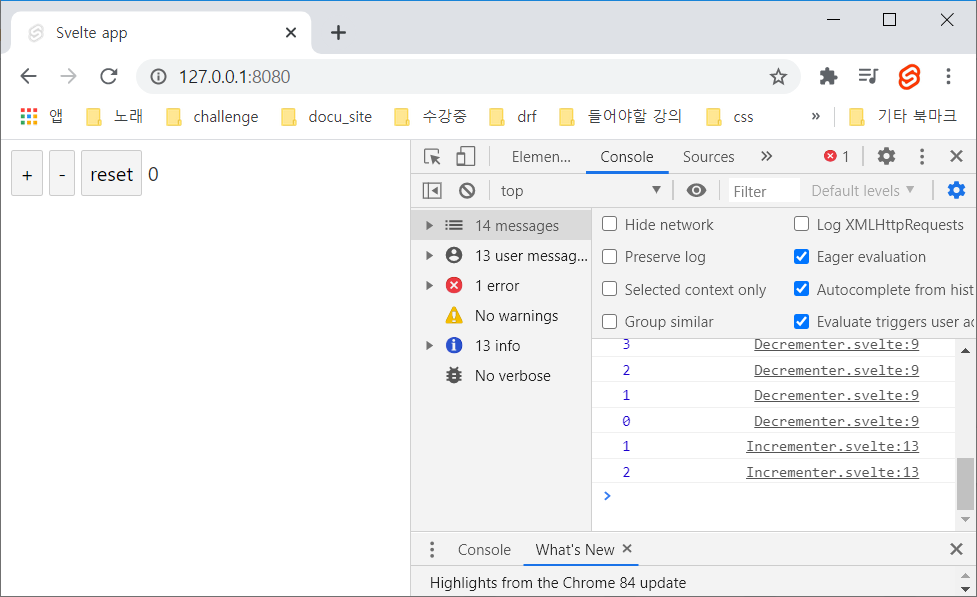 Svelte app
127.0.0.1:8080
앱 노래 challenge docu_site 수강중 drf 들어야할 강의 css » 기타 북마크
+ - reset 0
Elemen... Console Sources » 1
top Filter Default levels
14 messages
13 user messag...
1 error
No warnings
13 info
No verbose
Hide network Log XMLHttpRequests
Preserve log Eager evaluation
Selected context only Autocomplete from hist
Group similar Evaluate triggers user ac
3 Decrementer.svelte:9
2 Decrementer.svelte:9
1 Decrementer.svelte:9
0 Decrementer.svelte:9
1 Incrementer.svelte:13
2 Incrementer.svelte:13
>
Console What's New
Highlights from the Chrome 84 update